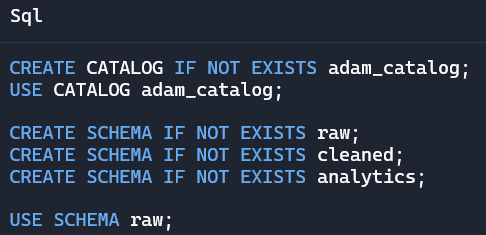 Sql
CREATE CATALOG IF NOT EXISTS adam_catalog;
USE CATALOG adam_catalog;
CREATE SCHEMA IF NOT EXISTS raw;
CREATE SCHEMA IF NOT EXISTS cleaned;
CREATE SCHEMA IF NOT EXISTS analytics;
USE SCHEMA raw;